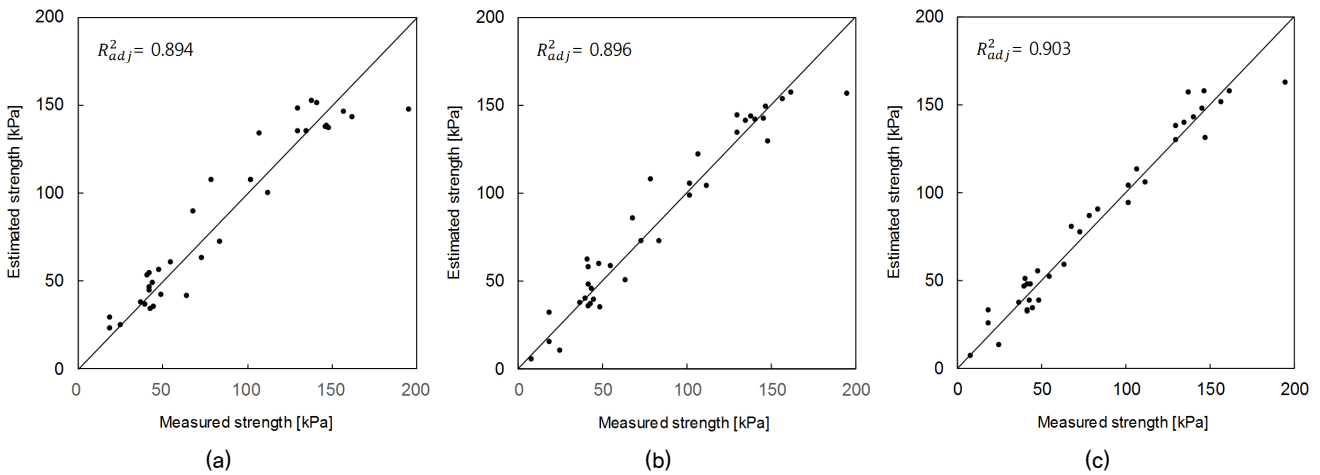 200
150
100
50
0
Estimated strength [kPa]
R²adj = 0.894
0 50 100 150 200
Measured strength [kPa]
(a)
200
150
100
50
0
Estimated strength [kPa]
R²adj = 0.896
0 50 100 150 200
Measured strength [kPa]
(b)
200
150
100
50
0
Estimated strength [kPa]
R²adj = 0.903
0 50 100 150 200
Measured strength [kPa]
(c)